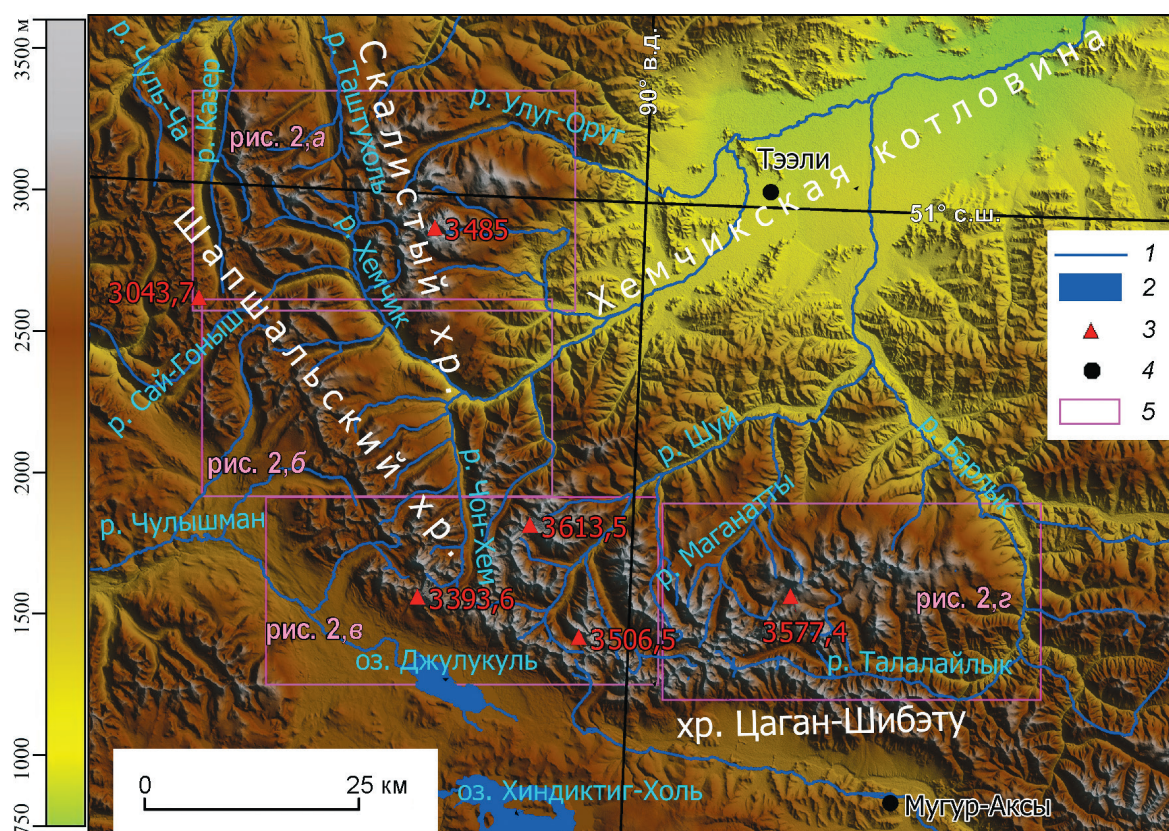 3500 м
3000
2500
2000
1500
1000
750
р. Чуль-Ча
р. Казер
р. Таштухоль
Скалистый хр.
р. Улуг-Оруг
90° в.д.
Хемчикская котловина
рис. 2,а
Тээли
51° с.ш.
3485
р. Хемчик
Шапшальский хр.
3043,7
р. Сай-Гоныш
1
2
3
4
5
р. Шуй
р. Барлык
рис. 2,б
р. Чон-Хем
р. Чулышман
3613,5
р. Маганатты
3393,6
рис. 2,в
3506,5
3577,4
рис. 2,г
оз. Джулукуль
р. Талалайлык
хр. Цаган-Шибэту
0 25 км
оз. Хиндиктиг-Холь
Мугур-Аксы